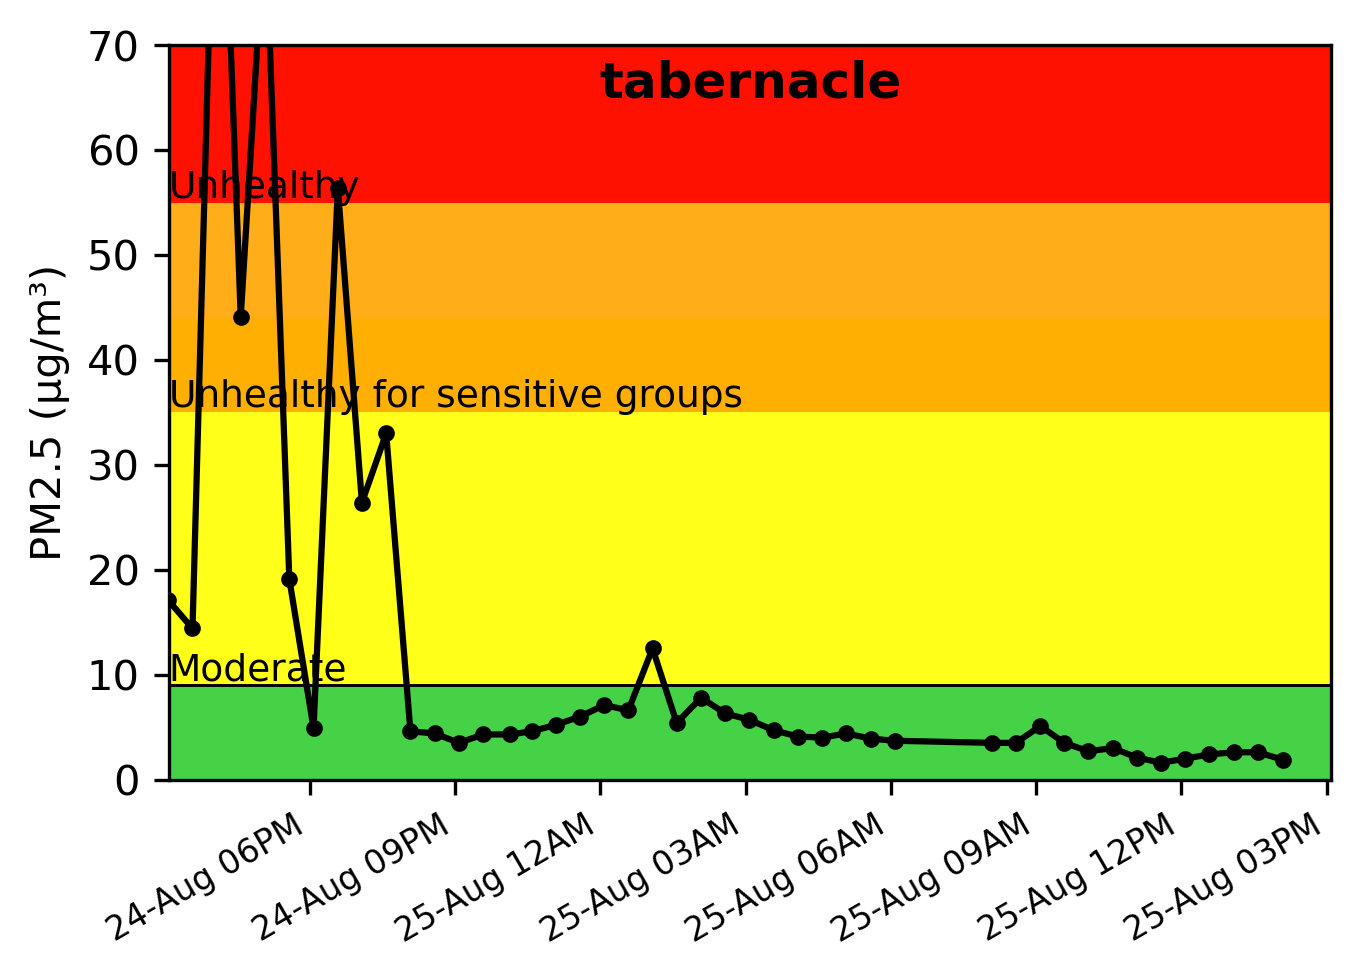 tabernacle
70
60
50
40
30
20
10
0
PM2.5 (µg/m³)
Unhealthy
Unhealthy for sensitive groups
Moderate
24-Aug 06PM
24-Aug 09PM
25-Aug 12AM
25-Aug 03AM
25-Aug 06AM
25-Aug 09AM
25-Aug 12PM
25-Aug 03PM